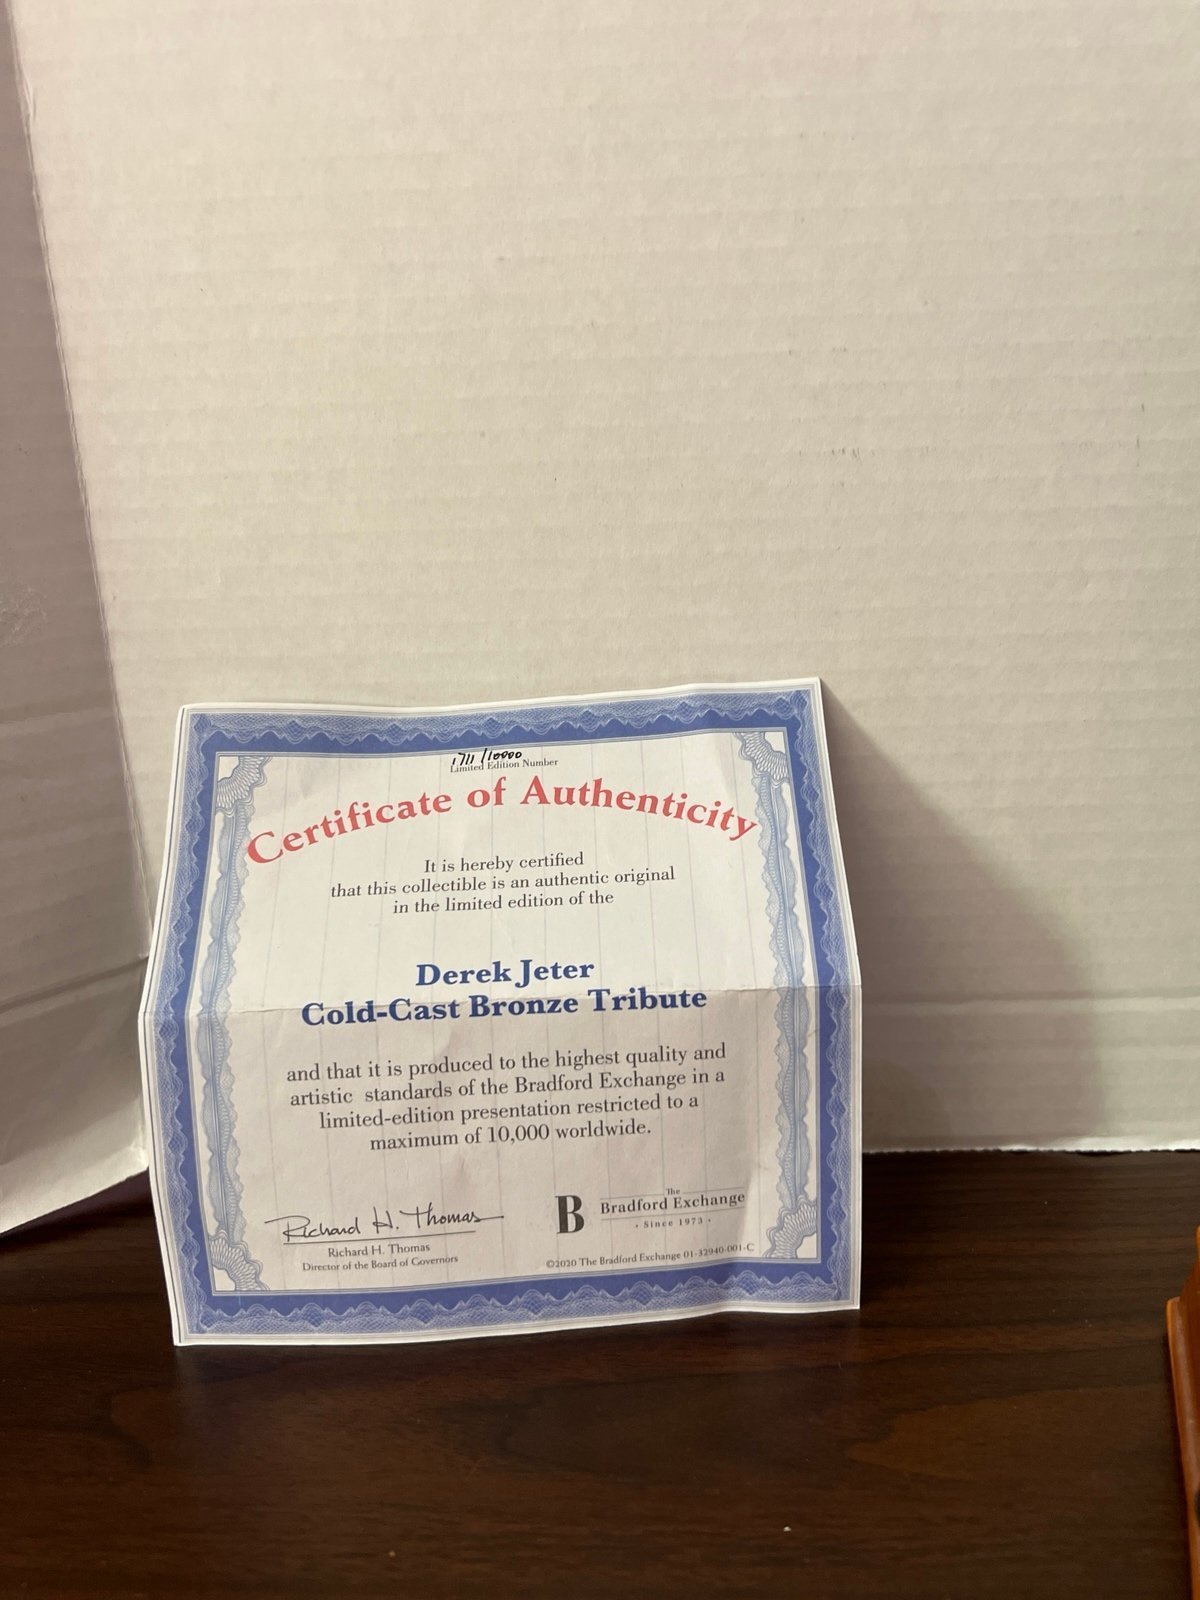 1711/10000
Limited Edition Number
Certificate of Authenticity
It is hereby certified
that this collectible is an authentic original
in the limited edition of the
Derek Jeter
Cold-Cast Bronze Tribute
and that it is produced to the highest quality and
artistic standards of the Bradford Exchange in a
limited-edition presentation restricted to a
maximum of 10,000 worldwide.
Richard H. Thomas
Richard H. Thomas
Director of the Board of Governors
B
The
Bradford Exchange
· Since 1973 ·
©2020 The Bradford Exchange 01-32940-001-C